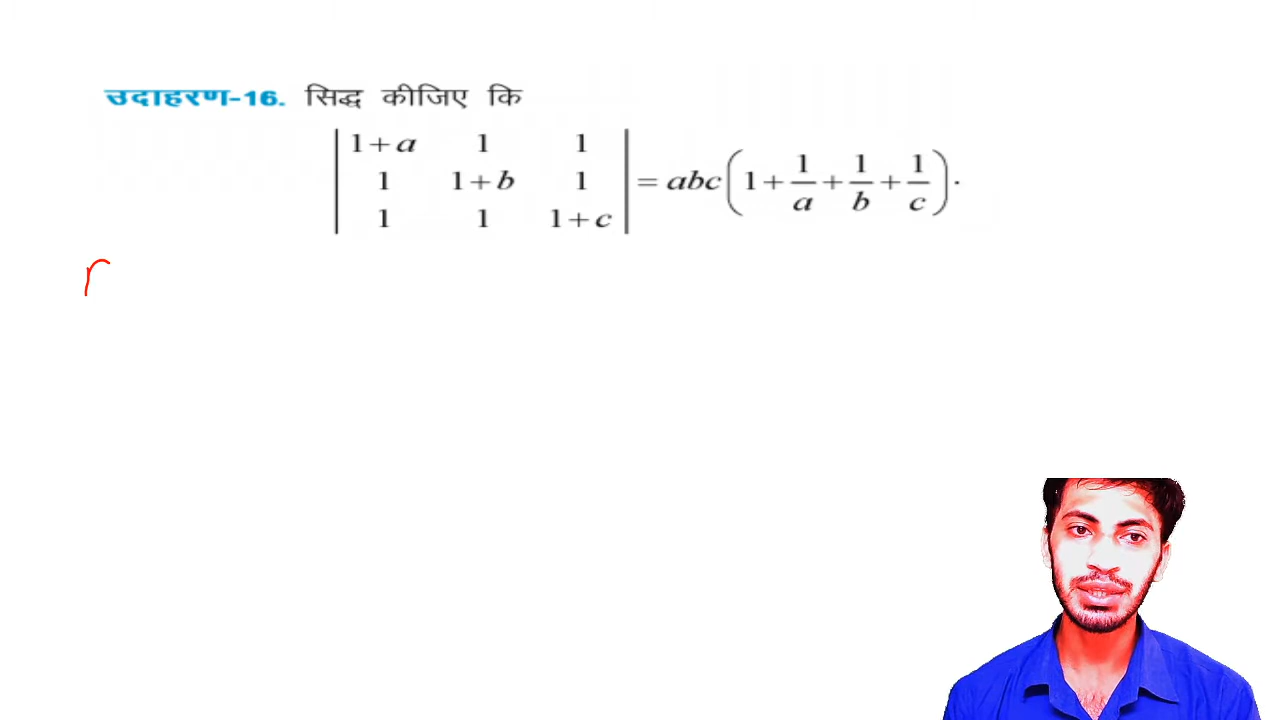 उदाहरण-16. सिद्ध कीजिए कि
| 1+a 1 1 |
| 1 1+b 1 | = abc(1 + 1/a + 1/b + 1/c).
| 1 1 1+c |
r